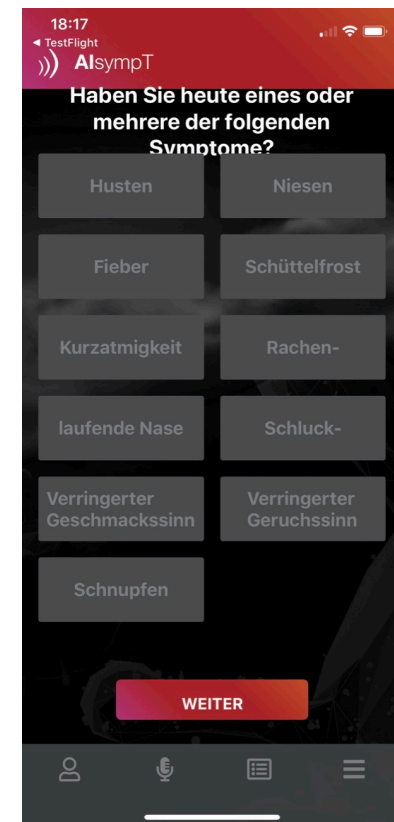 18:17
◄ TestFlight
AIsympT
Haben Sie heute eines oder
mehrere der folgenden
Symptome?
Husten
Niesen
Fieber
Schüttelfrost
Kurzatmigkeit
Rachen-
laufende Nase
Schluck-
Verringerter
Geschmackssinn
Verringerter
Geruchssinn
Schnupfen
WEITER